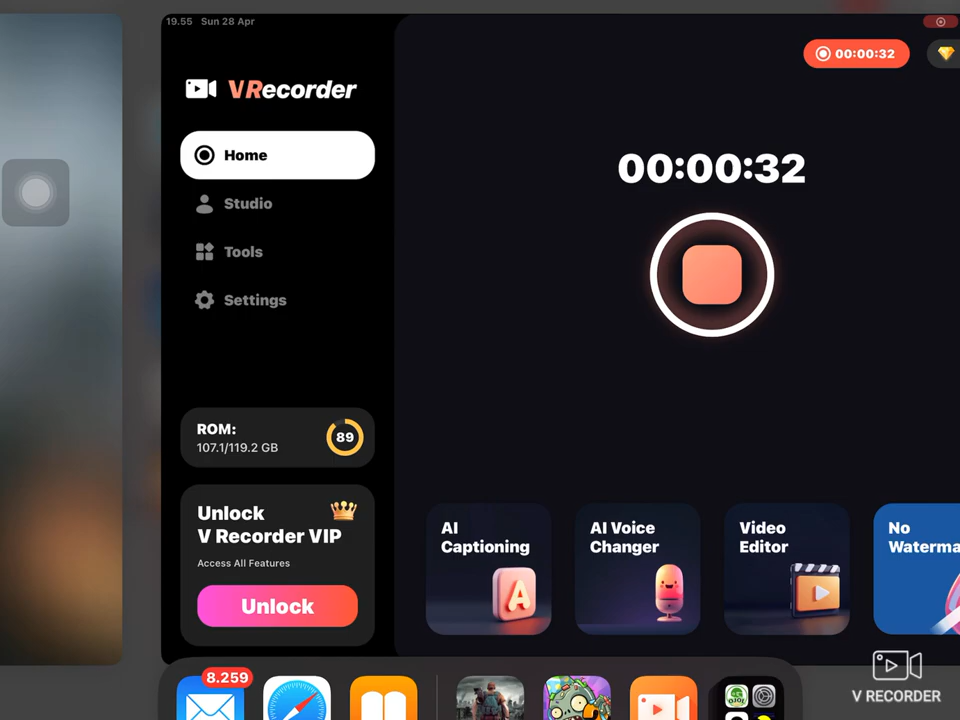 19.55 Sun 28 Apr
00:00:32
VRecorder
Home
00:00:32
Studio
Tools
Settings
ROM:
107.1/119.2 GB
89
Unlock
V Recorder VIP
Access All Features
Unlock
AI
Captioning
A
AI Voice
Changer
Video
Editor
No
Waterma
8.259
V RECORDER